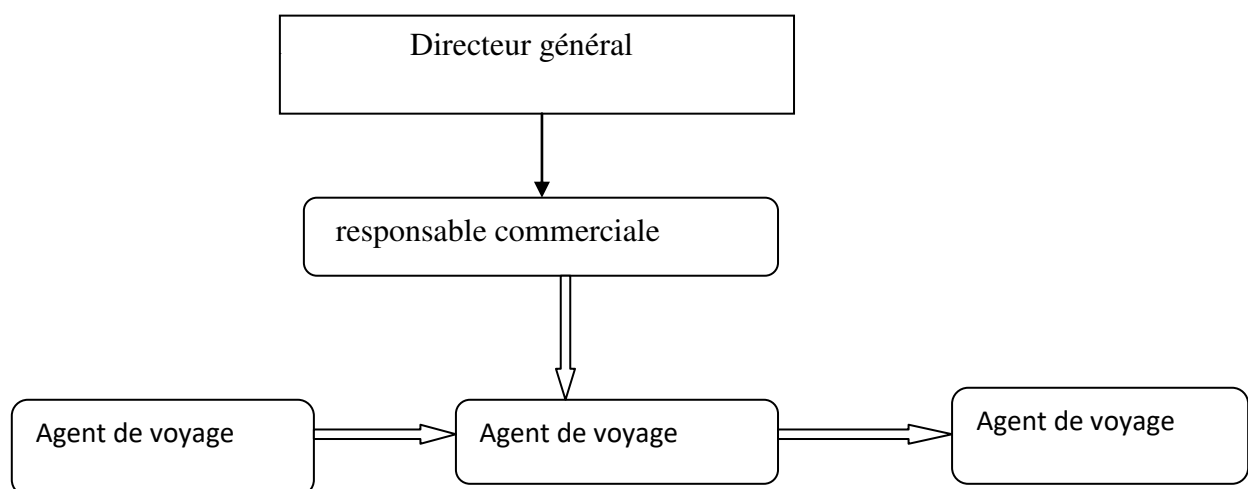 Directeur général
responsable commerciale
Agent de voyage
Agent de voyage
Agent de voyage